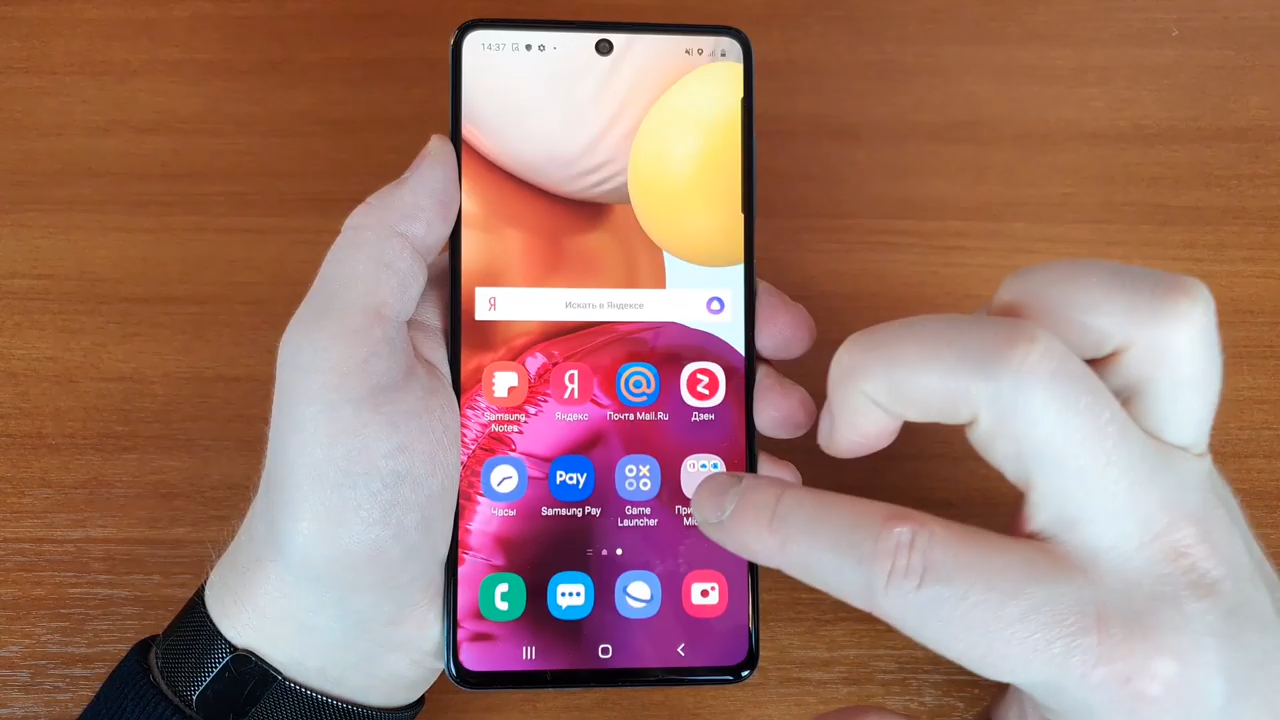 14:37
Я Искать в Яндексе
Samsung
Notes
Я
Яндекс
Почта Mail.Ru
Дзен
Часы
Pay
Samsung Pay
Game
Launcher